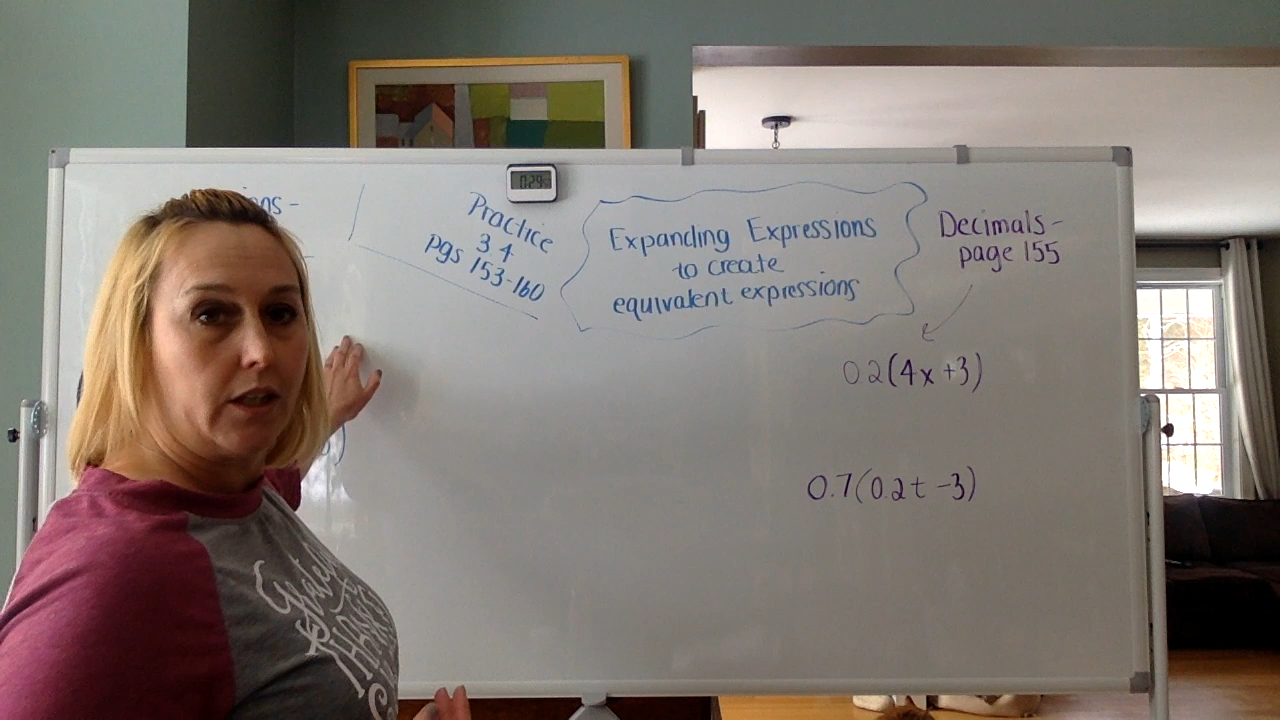 Practice
3.4
pgs 153-160
Expanding Expressions
to create
equivalent expressions
Decimals-
page 155
0.2(4x+3)
0.7(0.2t-3)